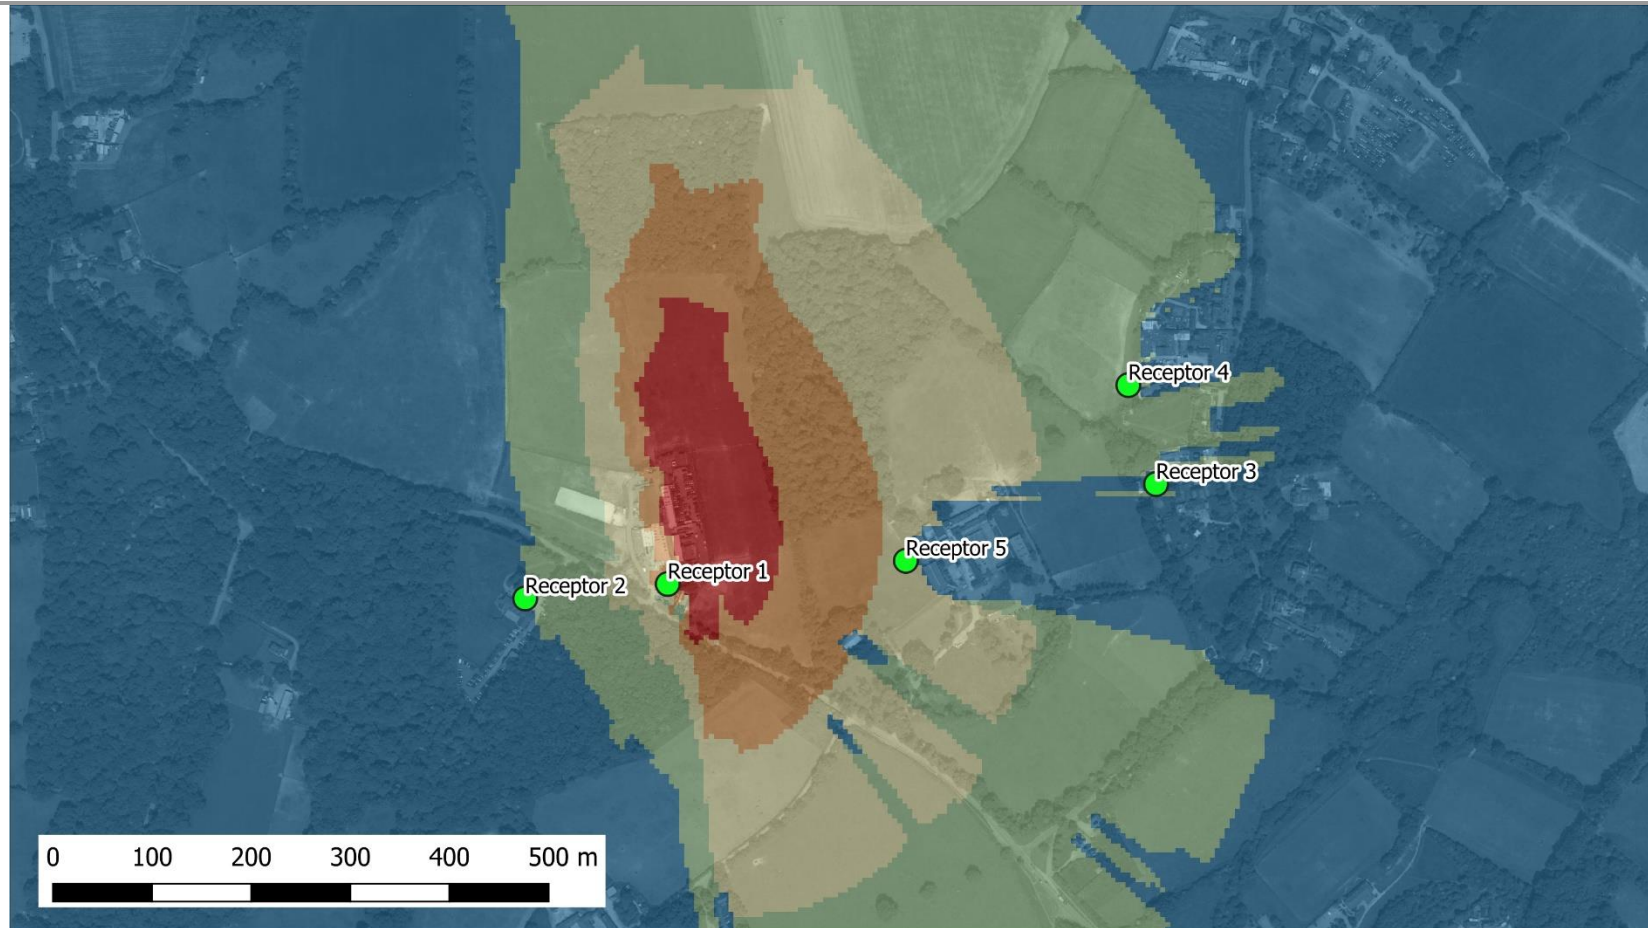 Receptor 4
Receptor 3
Receptor 5
Receptor 1
Receptor 2
0 100 200 300 400 500 m